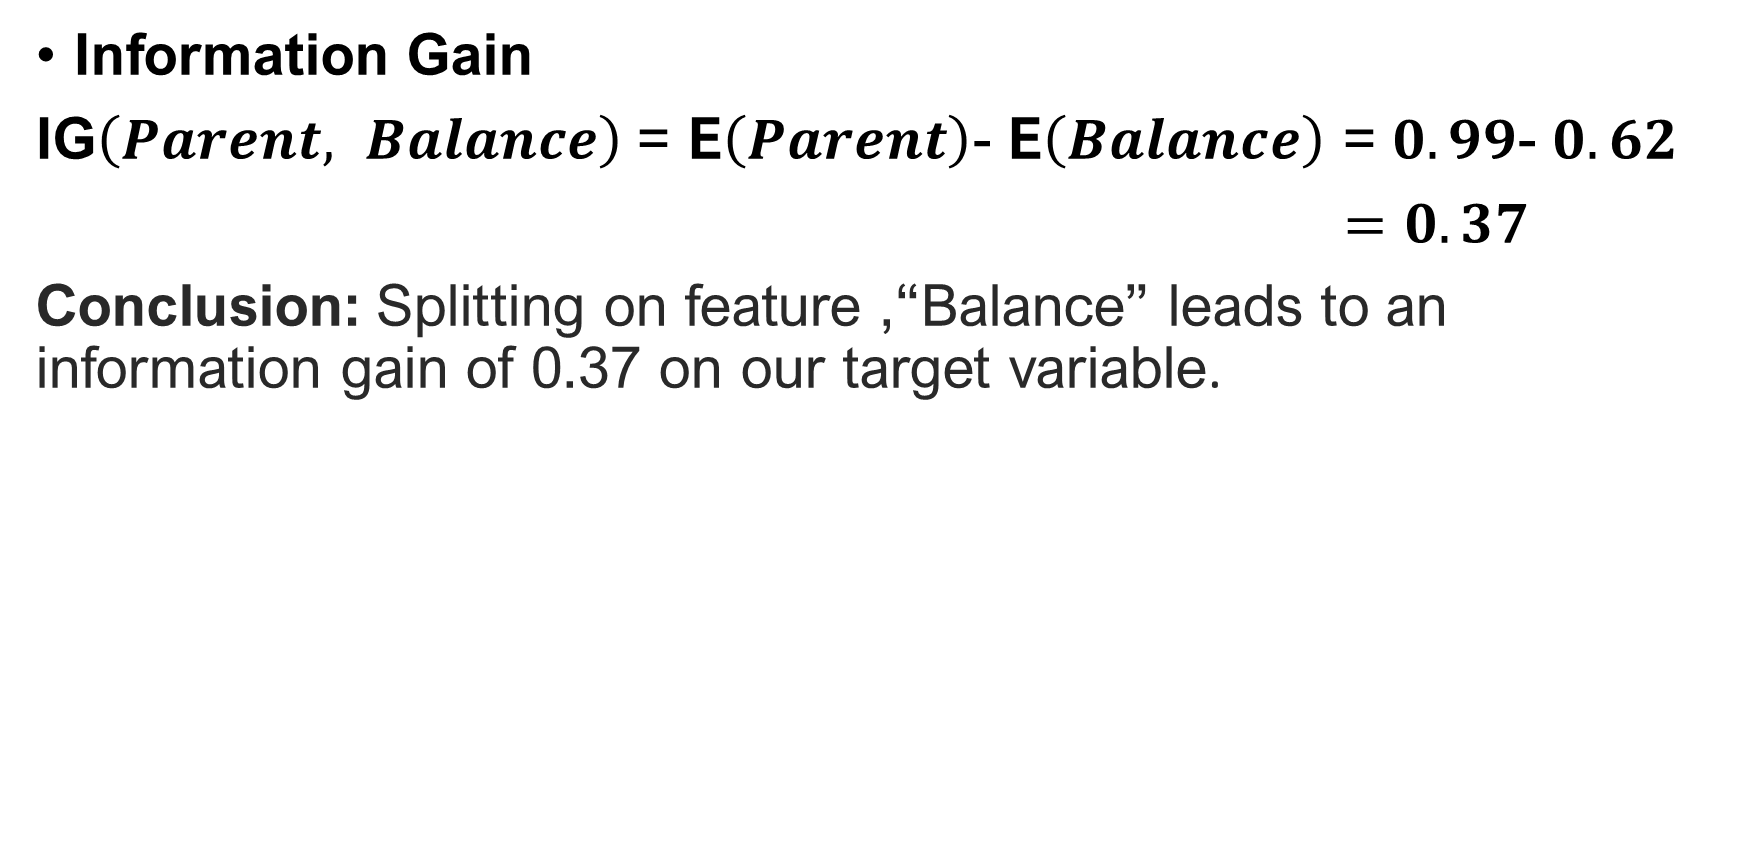 • Information Gain
IG(Parent, Balance) = E(Parent)- E(Balance) = 0.99- 0.62
= 0.37
Conclusion: Splitting on feature ,“Balance” leads to an
information gain of 0.37 on our target variable.